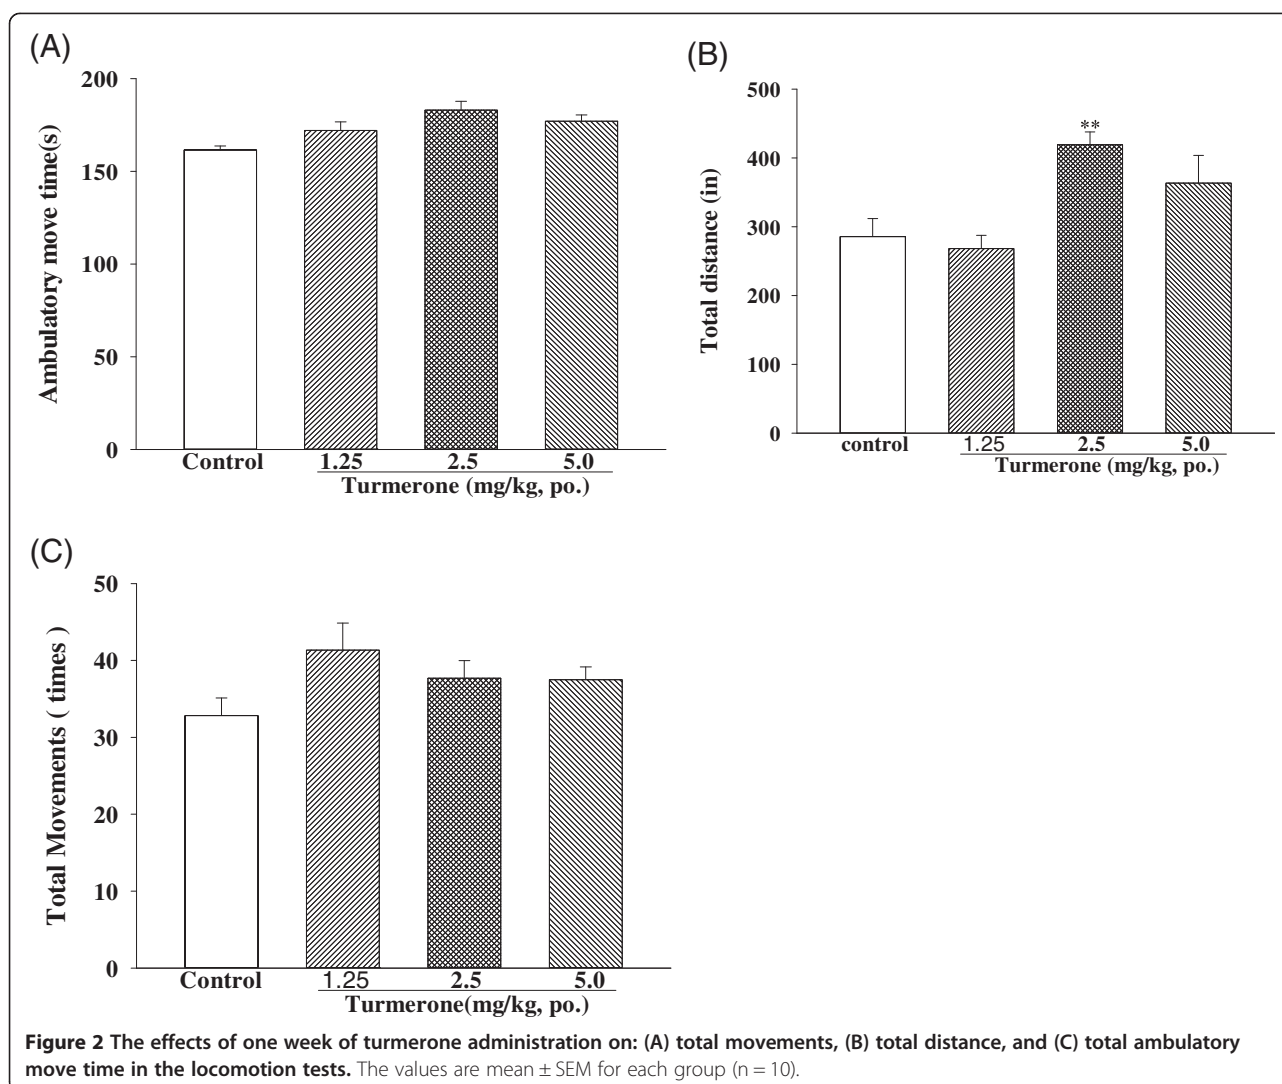 (A)
200
150
100
50
0
Ambulatory move time(s)
Control 1.25 2.5 5.0
Turmerone (mg/kg, po.)
(B)
500
400
300
200
100
0
Total distance (in)
**
control 1.25 2.5 5.0
Turmerone (mg/kg, po.)
(C)
50
40
30
20
10
0
Total Movements ( times )
Control 1.25 2.5 5.0
Turmerone(mg/kg, po.)
Figure 2 The effects of one week of turmerone administration on: (A) total movements, (B) total distance, and (C) total ambulatory
move time in the locomotion tests. The values are mean ± SEM for each group (n = 10).